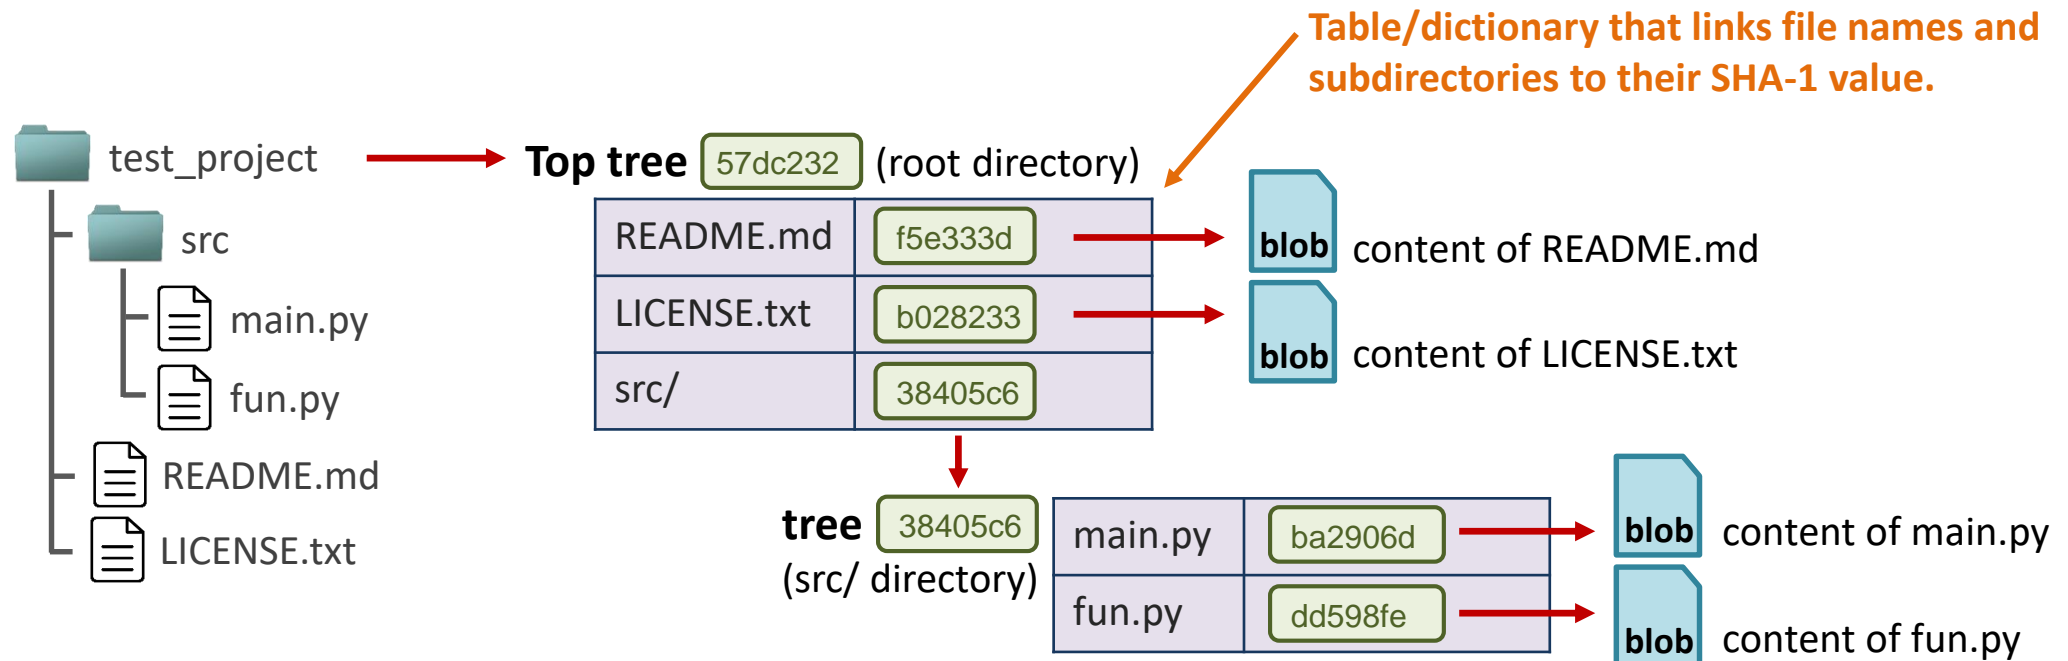 Table/dictionary that links file names and
subdirectories to their SHA-1 value.
test_project
src
main.py
fun.py
README.md
LICENSE.txt
Top tree 57dc232 (root directory)
README.md f5e333d
LICENSE.txt b028233
src/ 38405c6
blob content of README.md
blob content of LICENSE.txt
tree 38405c6
(src/ directory)
main.py ba2906d
fun.py dd598fe
blob content of main.py
blob content of fun.py